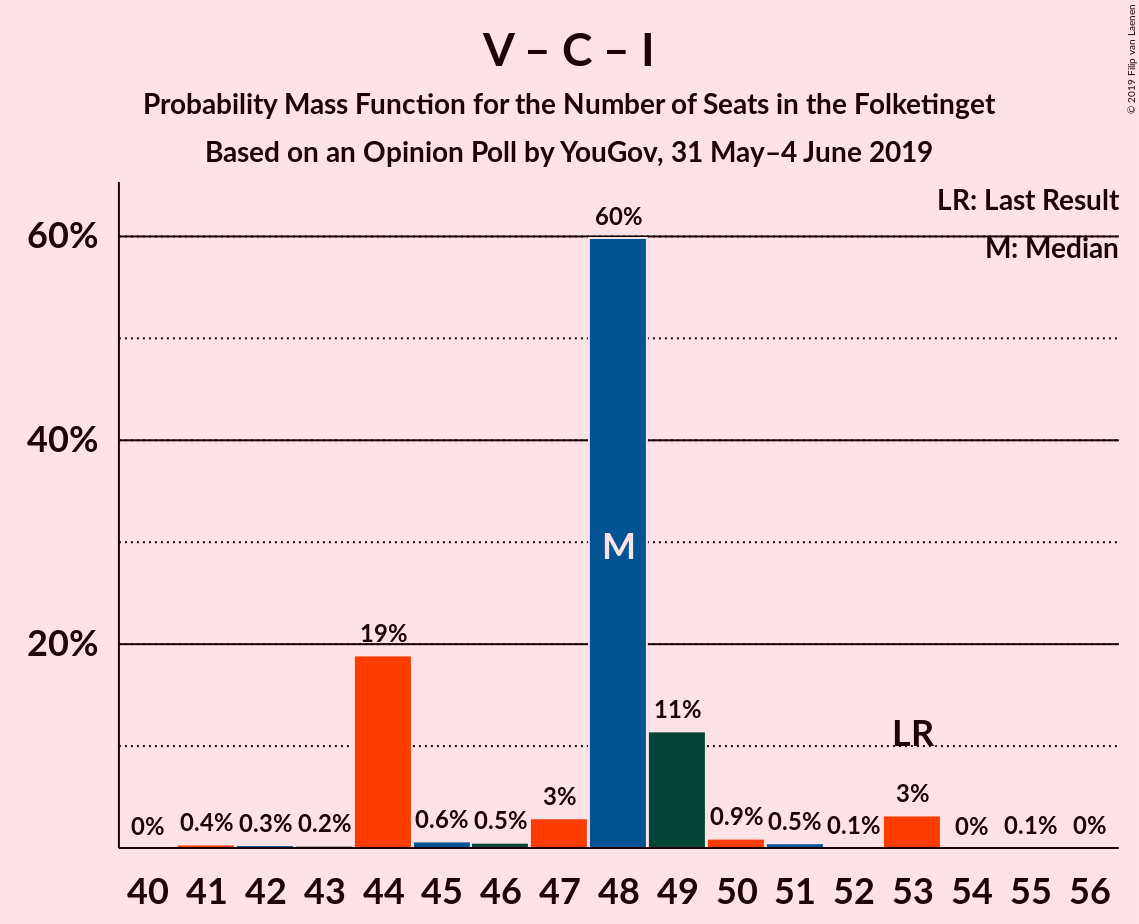 V – C – I
Probability Mass Function for the Number of Seats in the Folketinget
Based on an Opinion Poll by YouGov, 31 May–4 June 2019
© 2019 Filip van Laenen
LR: Last Result
M: Median
60%
40%
20%
0% 0.4% 0.3% 0.2% 19% 0.6% 0.5% 3% 60% 11% 0.9% 0.5% 0.1% 3% 0% 0.1% 0%
M
LR
40 41 42 43 44 45 46 47 48 49 50 51 52 53 54 55 56